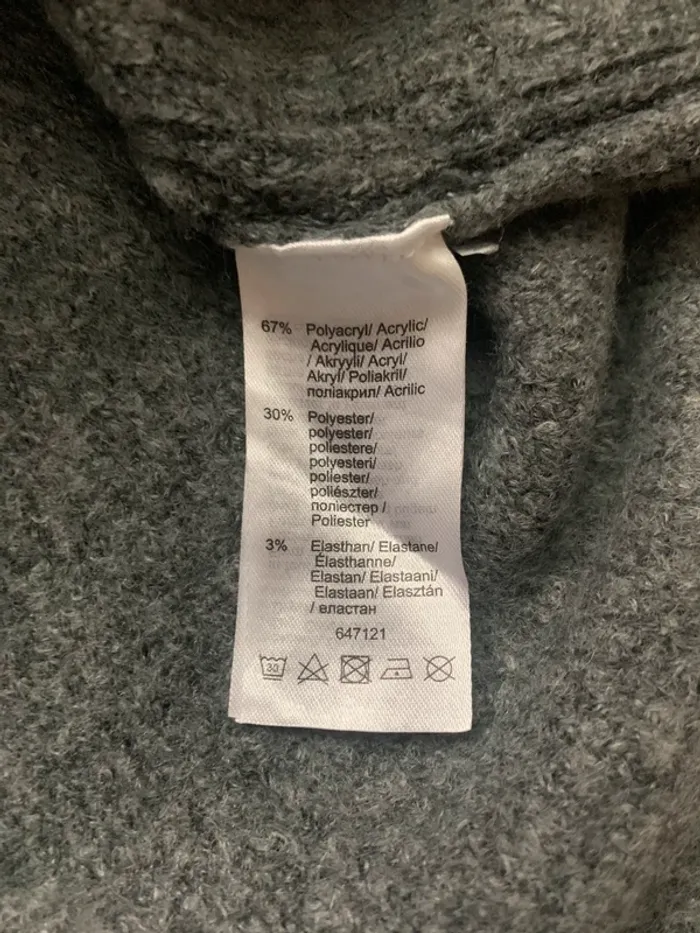 67% Polyacryl/ Acrylic/
Acrylique/ Acrilio
/ Akryyli/ Acryl/
Akryl/ Poliakril/
поліакрил/ Acrilic
30% Polyester/
polyester/
poliestere/
polyesteri/
poliester/
poliészter/
поліестер /
Poliester
3% Elasthan/ Elastane/
Élasthanne/
Elastan/ Elastaani/
Elastaan/ Elasztán
/ еластан
647121
30